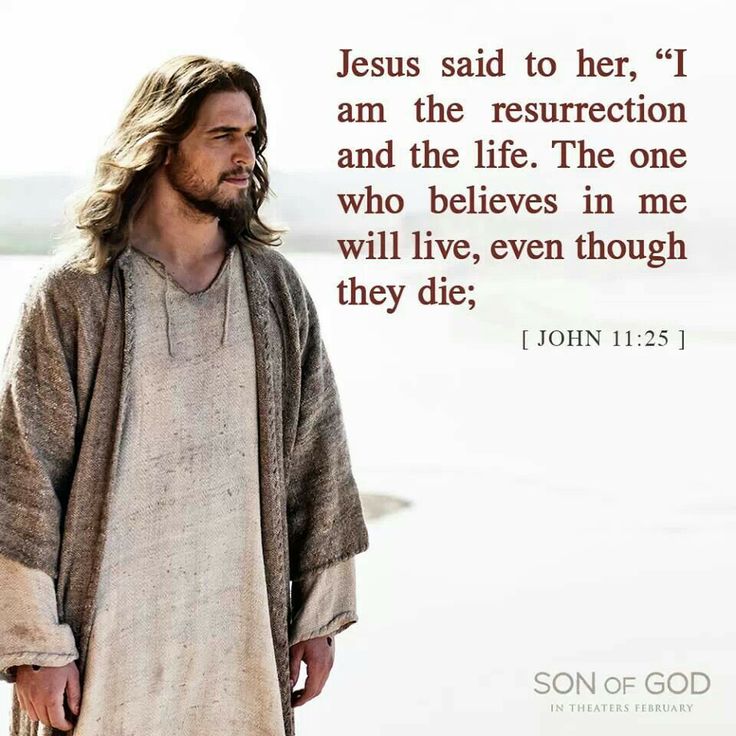 Jesus said to her, “I
am the resurrection
and the life. The one
who believes in me
will live, even though
they die;
[ JOHN 11:25 ]
SON OF GOD
IN THEATERS FEBRUARY